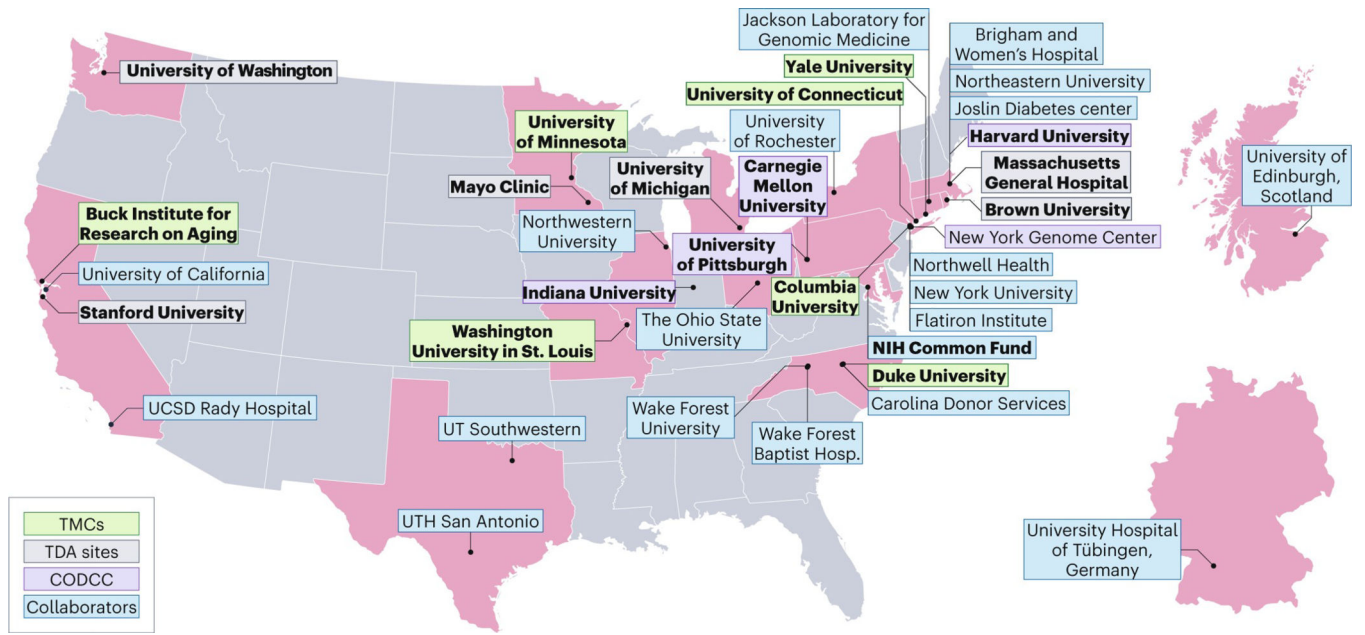 Jackson Laboratory for
Genomic Medicine
Brigham and
Women's Hospital
Yale University
University of Washington
Northeastern University
University of Connecticut
Joslin Diabetes center
University
of Minnesota
University
of Rochester
Harvard University
University
of Michigan
Carnegie
Mellon
University
Massachusetts
General Hospital
University of
Edinburgh,
Scotland
Mayo Clinic
Buck Institute for
Research on Aging
Northwestern
University
Brown University
New York Genome Center
University
of Pittsburgh
University of California
Northwell Health
Stanford University
Indiana University
Columbia
University
New York University
The Ohio State
University
Flatiron Institute
Washington
University in St. Louis
NIH Common Fund
Duke University
UCSD Rady Hospital
Carolina Donor Services
UT Southwestern
Wake Forest
University
Wake Forest
Baptist Hosp.
UTH San Antonio
University Hospital
of Tübingen,
Germany
TMCs
TDA sites
CODCC
Collaborators